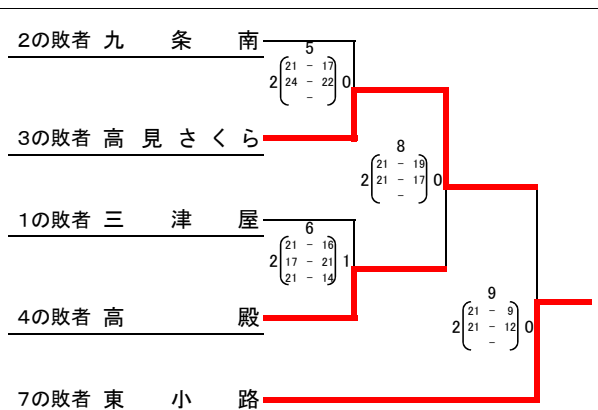 2の敗者 九条南
5
21 - 17
2 24 - 22 0
-
3の敗者 高見さくら
8
21 - 19
2 21 - 17 0
-
1の敗者 三津屋
6
21 - 16
2 17 - 21 1
21 - 14
4の敗者 高殿
9
21 - 9
2 21 - 12 0
-
7の敗者 東小路